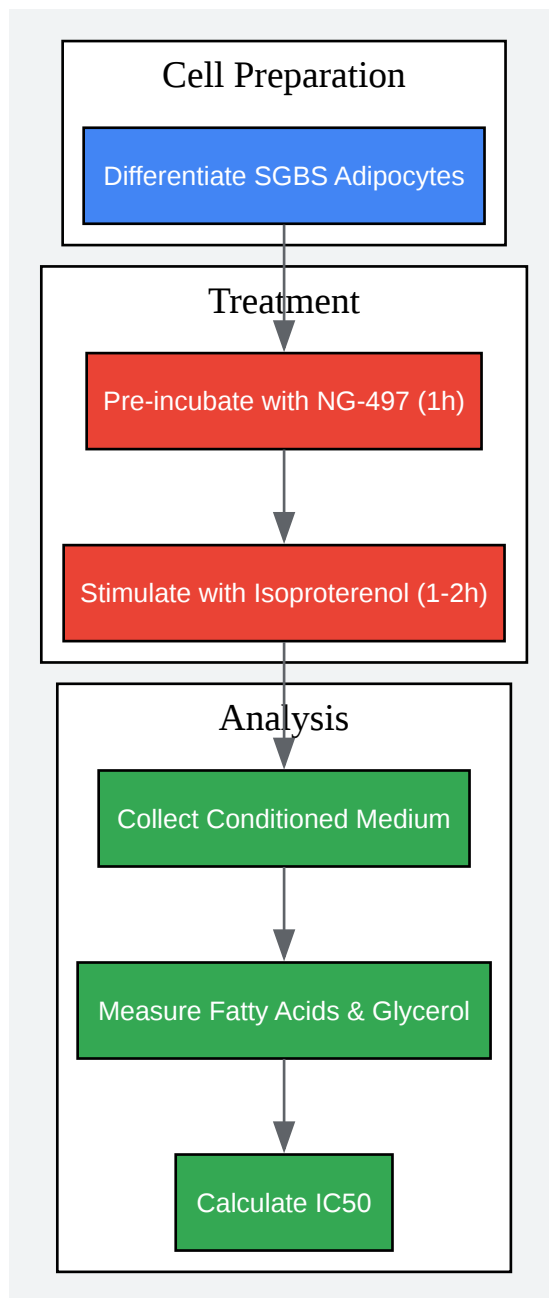 Cell Preparation
Differentiate SGBS Adipocytes
Treatment
Pre-incubate with NG-497 (1h)
Stimulate with Isoproterenol (1-2h)
Analysis
Collect Conditioned Medium
Measure Fatty Acids & Glycerol
Calculate IC50